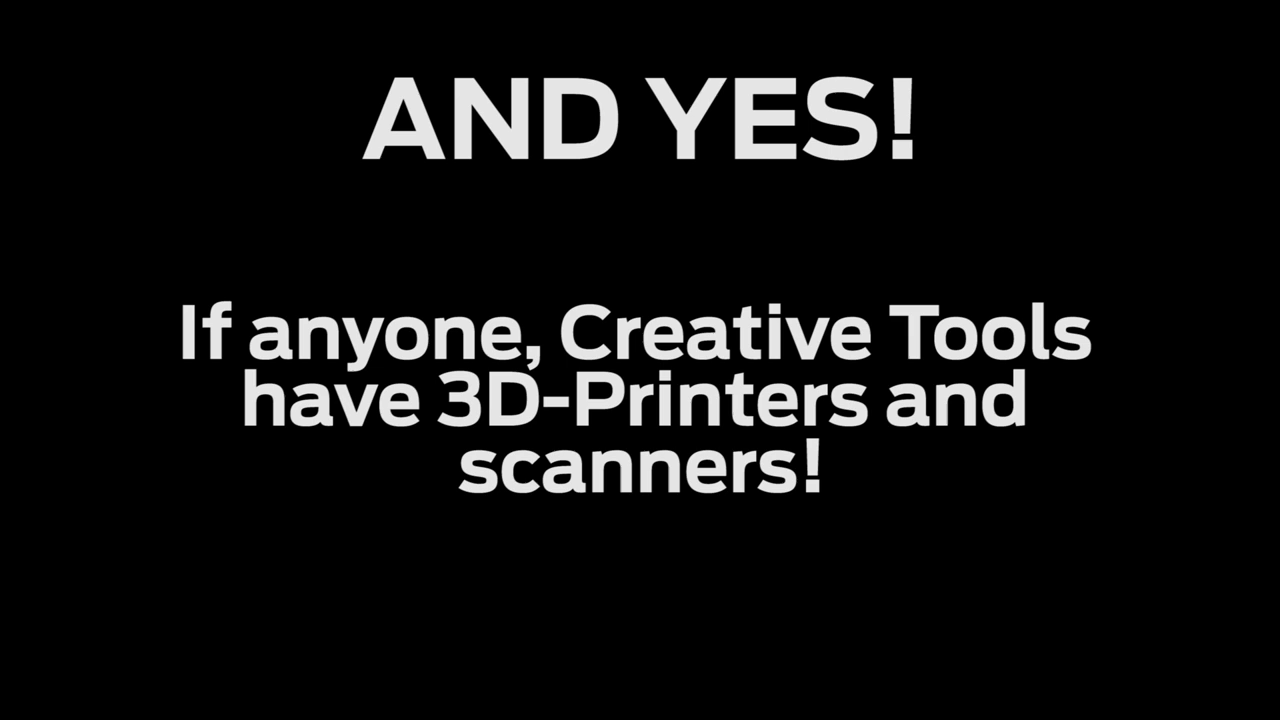 AND YES!
If anyone, Creative Tools
have 3D-Printers and
scanners!